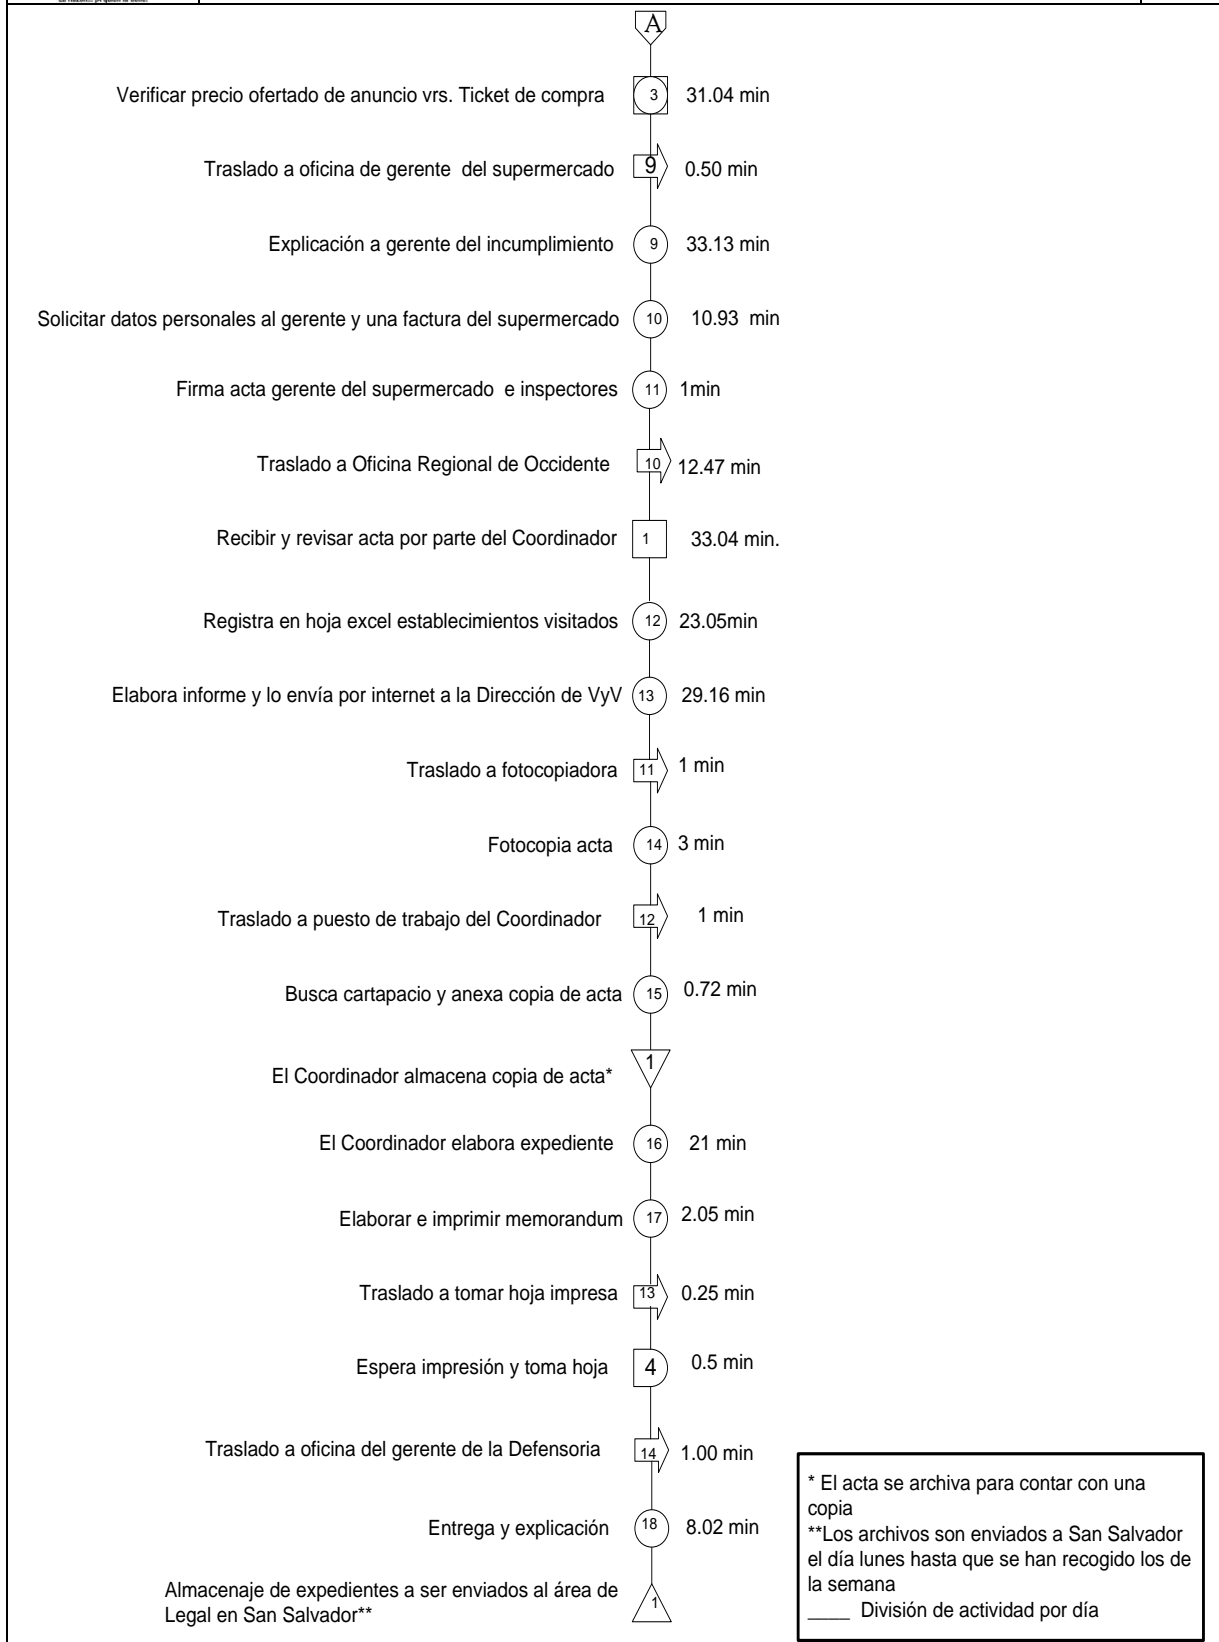 A
Verificar precio ofertado de anuncio vrs. Ticket de compra 3 31.04 min
Traslado a oficina de gerente del supermercado 9 0.50 min
Explicación a gerente del incumplimiento 9 33.13 min
Solicitar datos personales al gerente y una factura del supermercado 10 10.93 min
Firma acta gerente del supermercado e inspectores 11 1min
Traslado a Oficina Regional de Occidente 10 12.47 min
Recibir y revisar acta por parte del Coordinador 1 33.04 min.
Registra en hoja excel establecimientos visitados 12 23.05min
Elabora informe y lo envía por internet a la Dirección de VyV 13 29.16 min
Traslado a fotocopiadora 11 1 min
Fotocopia acta 14 3 min
Traslado a puesto de trabajo del Coordinador 12 1 min
Busca cartapacio y anexa copia de acta 15 0.72 min
El Coordinador almacena copia de acta* 1
El Coordinador elabora expediente 16 21 min
Elaborar e imprimir memorandum 17 2.05 min
Traslado a tomar hoja impresa 13 0.25 min
Espera impresión y toma hoja 4 0.5 min
Traslado a oficina del gerente de la Defensoria 14 1.00 min
Entrega y explicación 18 8.02 min
Almacenaje de expedientes a ser enviados al área de
Legal en San Salvador** 1
* El acta se archiva para contar con una
copia
**Los archivos son enviados a San Salvador
el día lunes hasta que se han recogido los de
la semana
____ División de actividad por día